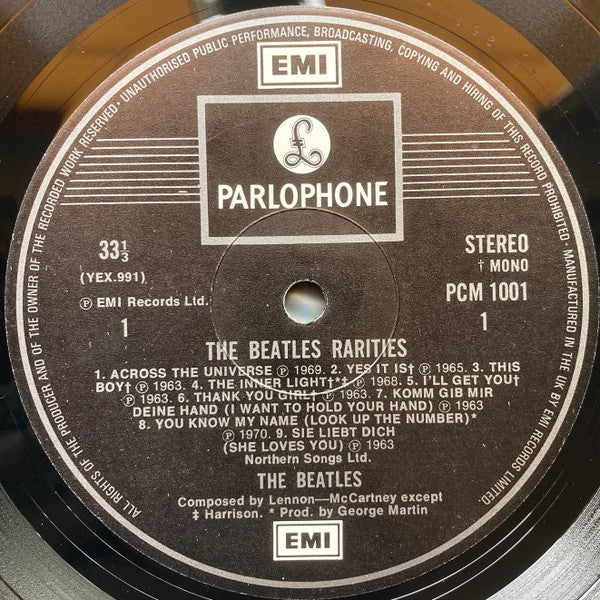 ALL RIGHTS OF THE PRODUCER AND OF THE OWNER OF THE RECORDED WORK RESERVED • UNAUTHORISED PUBLIC PERFORMANCE, BROADCASTING, COPYING AND HIRING OF THIS RECORD PROHIBITED • MANUFACTURED IN THE UK BY EMI RECORDS LIMITED.
EMI
£
PARLOPHONE
33⅓
(YEX.991)
Ⓟ EMI Records Ltd.
1
STEREO
† MONO
PCM 1001
1
THE BEATLES RARITIES
1. ACROSS THE UNIVERSE Ⓟ 1969. 2. YES IT IS† Ⓟ 1965. 3. THIS
BOY† Ⓟ 1963. 4. THE INNER LIGHT†*‡ Ⓟ 1968. 5. I'LL GET YOU†
Ⓟ 1963. 6. THANK YOU GIRL† Ⓟ 1963. 7. KOMM GIB MIR
DEINE HAND (I WANT TO HOLD YOUR HAND) Ⓟ 1963
8. YOU KNOW MY NAME (LOOK UP THE NUMBER)*
Ⓟ 1970. 9. SIE LIEBT DICH
(SHE LOVES YOU) Ⓟ 1963
Northern Songs Ltd.
THE BEATLES
Composed by Lennon—McCartney except
‡ Harrison. * Prod. by George Martin
EMI